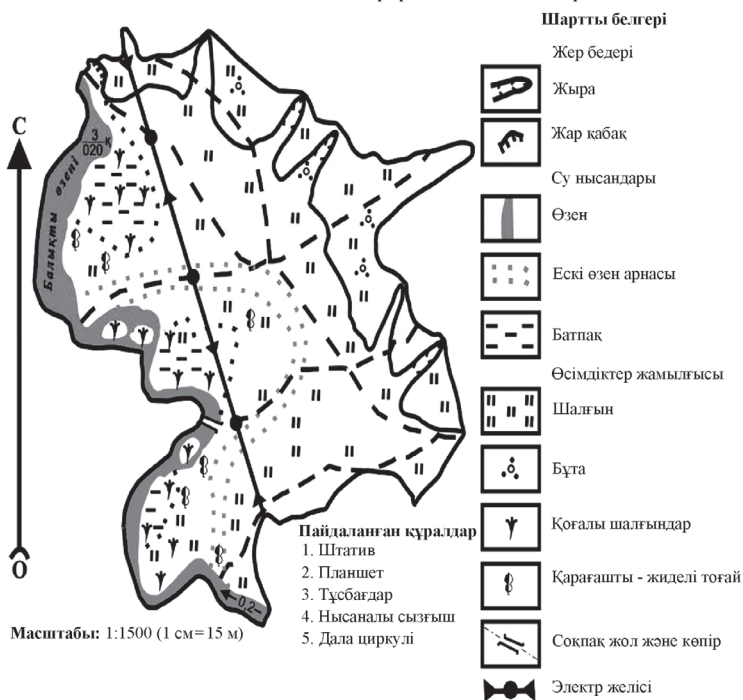 Шартты белгері
Жер бедері
Жыра
Жар қабақ
Су нысандары
Өзен
Ескі өзен арнасы
Батпақ
Өсімдіктер жамылғысы
Шалғын
Бұта
Қоғалы шалғындар
Қарағашты - жиделі тоғай
Соқпақ жол және көпір
Электр желісі
С
О
Балықты өзені
3
020 Қ
0,2
Пайдаланған құралдар
1. Штатив
2. Планшет
3. Тұсбағдар
4. Нысаналы сызғыш
5. Дала циркулі
Масштабы: 1:1500 (1 см=15 м)